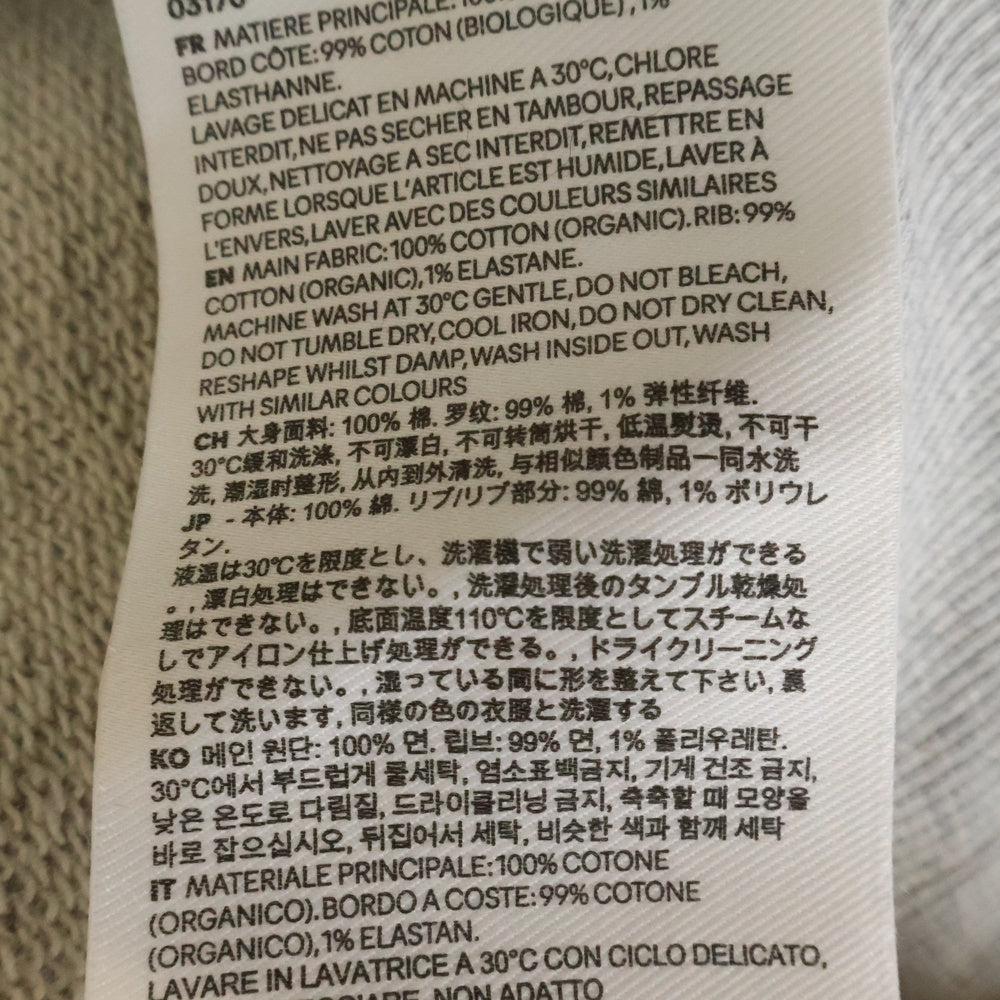 FR MATIERE PRINCIPALE:
BORD CÔTE:99% COTON (BIOLOGIQUE),1%
ELASTHANNE.
LAVAGE DELICAT EN MACHINE A 30°C,CHLORE
INTERDIT,NE PAS SECHER EN TAMBOUR,REPASSAGE
DOUX,NETTOYAGE A SEC INTERDIT,REMETTRE EN
FORME LORSQUE L'ARTICLE EST HUMIDE,LAVER À
L'ENVERS,LAVER AVEC DES COULEURS SIMILAIRES
EN MAIN FABRIC:100% COTTON (ORGANIC).RIB:99%
COTTON (ORGANIC),1% ELASTANE.
MACHINE WASH AT 30°C GENTLE,DO NOT BLEACH,
DO NOT TUMBLE DRY,COOL IRON,DO NOT DRY CLEAN,
RESHAPE WHILST DAMP,WASH INSIDE OUT,WASH
WITH SIMILAR COLOURS
CH 大身面料: 100% 棉. 罗纹: 99% 棉, 1% 弹性纤维.
30°C缓和洗涤, 不可漂白, 不可转筒烘干, 低温熨烫, 不可干
洗, 潮湿时整形, 从内到外清洗, 与相似颜色制品一同水洗
JP - 本体: 100% 綿. リブ/リブ部分: 99% 綿, 1% ポリウレ
タン.
液温は30℃を限度とし、洗濯機で弱い洗濯処理ができる
。, 漂白処理はできない。, 洗濯処理後のタンブル乾燥処
理はできない。, 底面温度110℃を限度としてスチームな
しでアイロン仕上げ処理ができる。, ドライクリーニング
処理ができない。, 湿っている間に形を整えて下さい, 裏
返して洗います, 同様の色の衣服と洗濯する
KO 메인 원단: 100% 면. 립브: 99% 면, 1% 폴리우레탄.
30°C에서 부드럽게 물세탁, 염소표백금지, 기계 건조 금지,
낮은 온도로 다림질, 드라이클리닝 금지, 축축할 때 모양을
바로 잡으십시오, 뒤집어서 세탁, 비슷한 색과 함께 세탁
IT MATERIALE PRINCIPALE:100% COTONE
(ORGANICO).BORDO A COSTE:99% COTONE
(ORGANICO),1% ELASTAN.
LAVARE IN LAVATRICE A 30°C CON CICLO DELICATO,
NON ADATTO